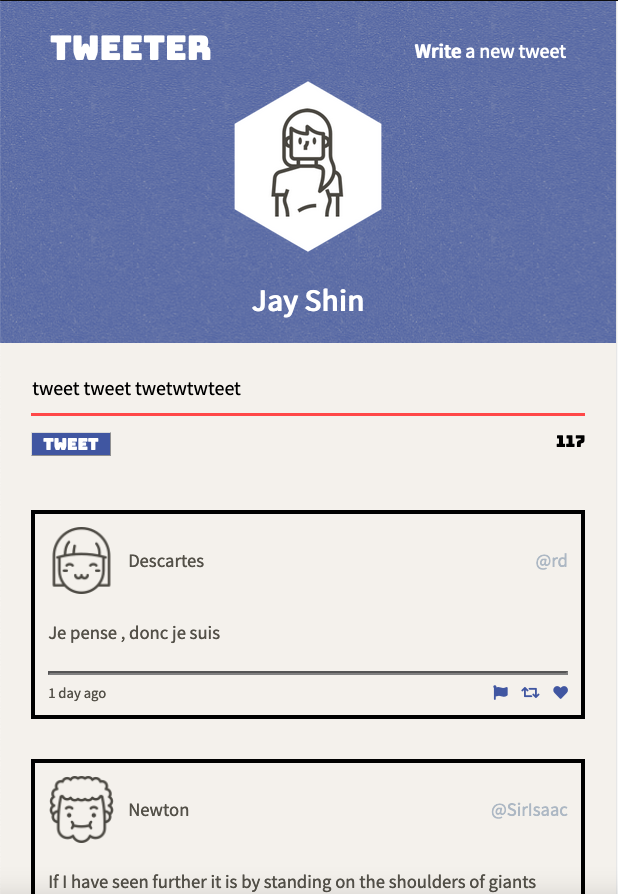 TWEETER
Write a new tweet
Jay Shin
tweet tweet twetwtwteet
TWEET
117
Descartes
@rd
Je pense , donc je suis
1 day ago
Newton
@SirIsaac
If I have seen further it is by standing on the shoulders of giants